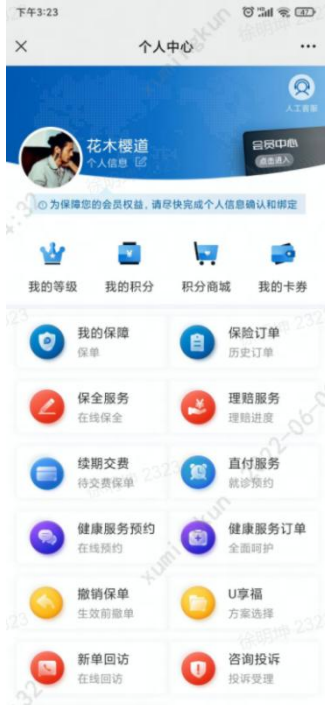 下午3:23
47
个人中心
人工客服
花木樱道
个人信息
会员中心
点击进入
为保障您的会员权益，请尽快完成个人信息确认和绑定
我的等级 我的积分 积分商城 我的卡券
我的保障 保险订单
保单 历史订单
保全服务 理赔服务
在线保全 理赔进度
续期交费 直付服务
待交费保单 就诊预约
健康服务预约 健康服务订单
在线预约 全面呵护
撤销保单 U享福
生效前撤单 方案选择
新单回访 咨询投诉
在线回访 投诉受理